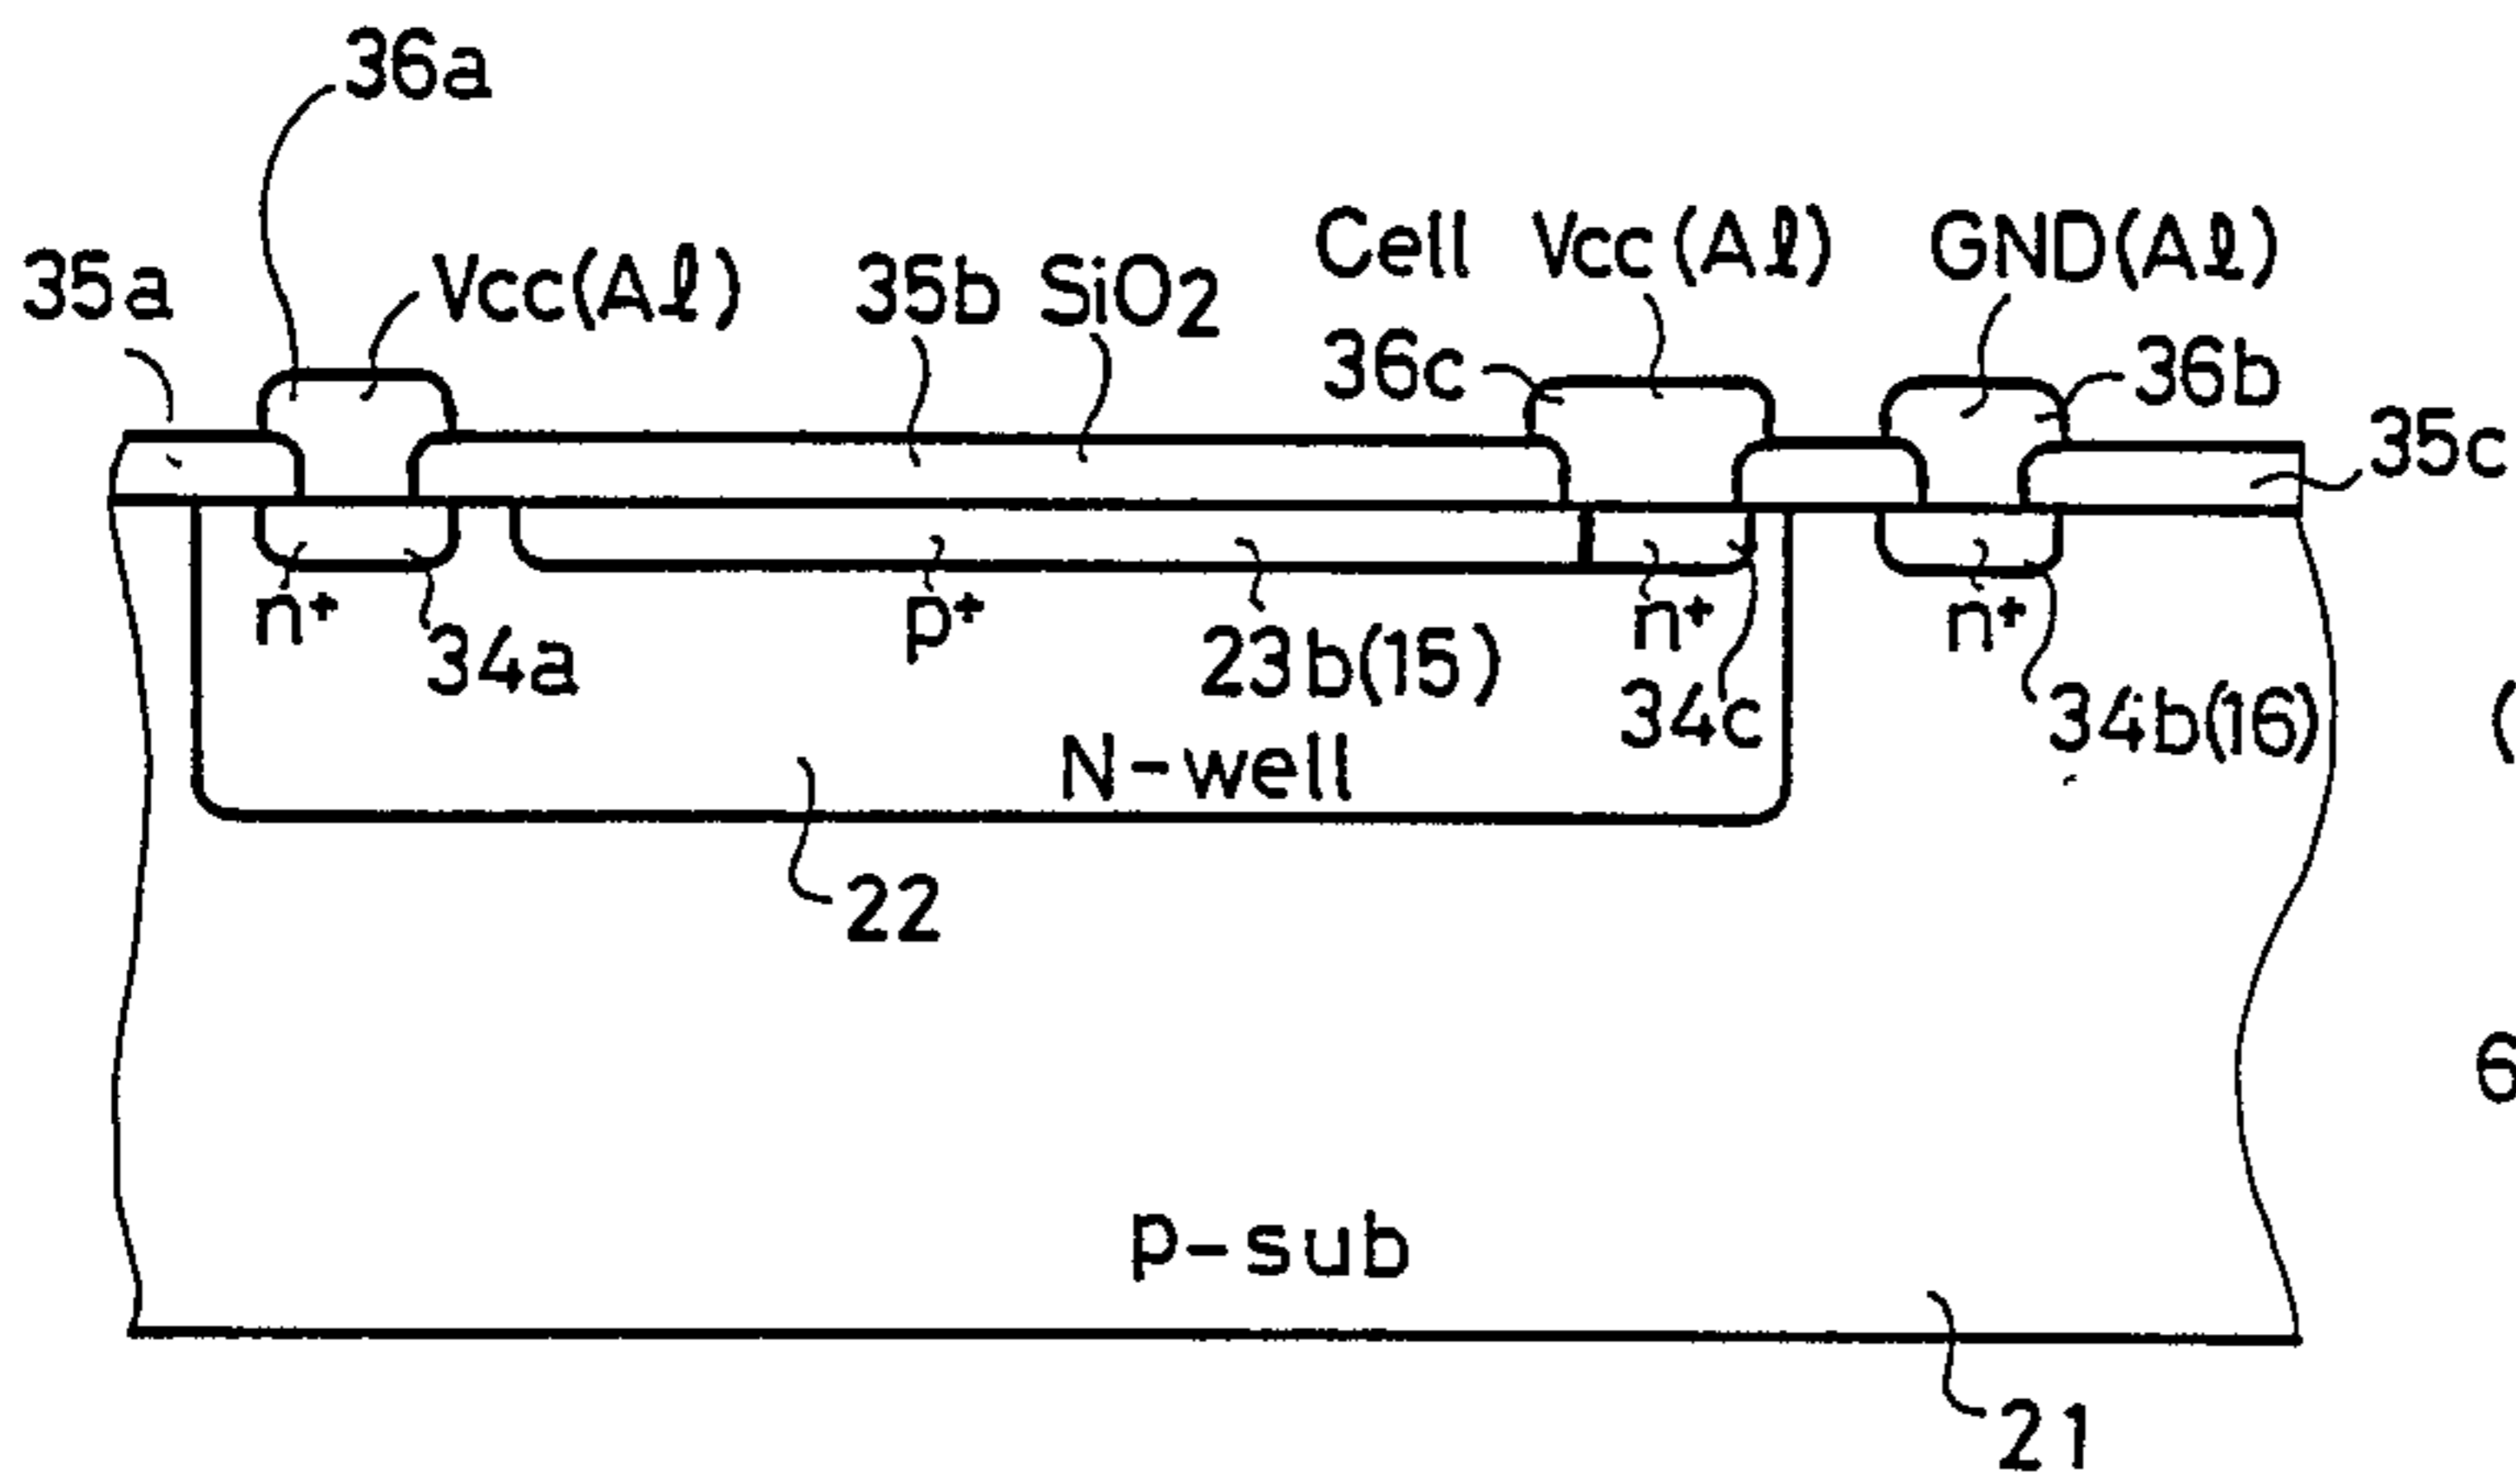 36a
35a
Vcc(Aℓ)
35b SiO₂
Cell Vcc(Aℓ)
GND(Aℓ)
36c
36b
35c
n⁺
34a
p⁺
23b(15)
n⁺
34c
n⁺
34b(16)
(
N-well
22
6
p-sub
21